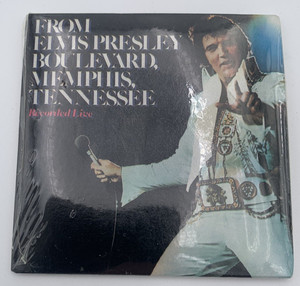 FROM
ELVIS PRESLEY
BOULEVARD,
MEMPHIS,
TENNESSEE
Recorded Live